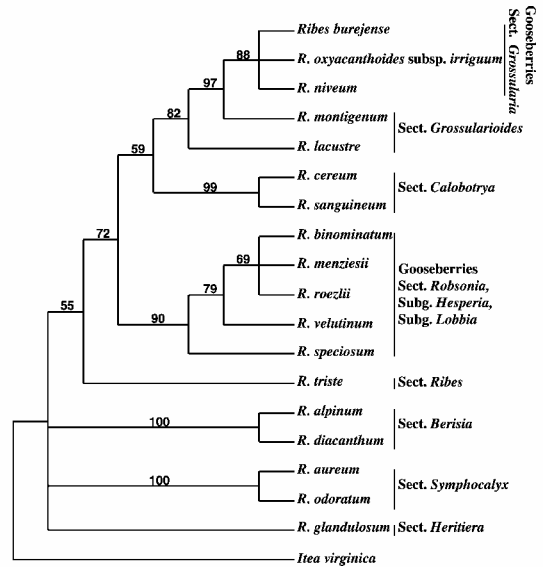 Gooseberries
Sect. Grossularia
Ribes burejense
88
R. oxyacanthoides subsp. irriguum
97
R. niveum
82
R. montigenum
Sect. Grossularioides
59
R. lacustre
R. cereum
99
Sect. Calobotrya
R. sanguineum
72
R. binominatum
69
R. menziesii
Gooseberries
79
R. roezlii
Sect. Robsonia,
Subg. Hesperia,
90
R. velutinum
Subg. Lobbia
R. speciosum
55
R. triste
Sect. Ribes
R. alpinum
100
Sect. Berisia
R. diacanthum
R. aureum
100
Sect. Symphocalyx
R. odoratum
R. glandulosum
Sect. Heritiera
Itea virginica